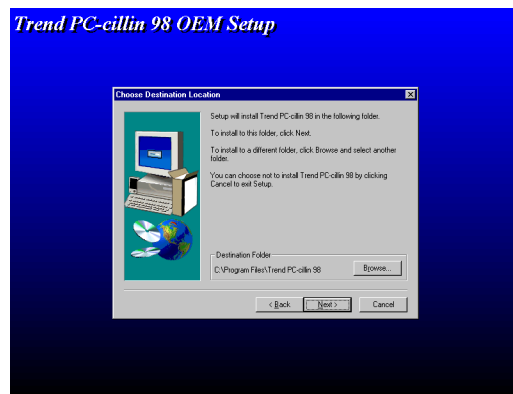 Trend PC-cillin 98 OEM Setup
Choose Destination Location
Setup will install Trend PC-cillin 98 in the following folder.
To install to this folder, click Next.
To install to a different folder, click Browse and select another
folder.
You can choose not to install Trend PC-cillin 98 by clicking
Cancel to exit Setup.
Destination Folder
C:\Program Files\Trend PC-cillin 98
Browse...
< Back
Next >
Cancel